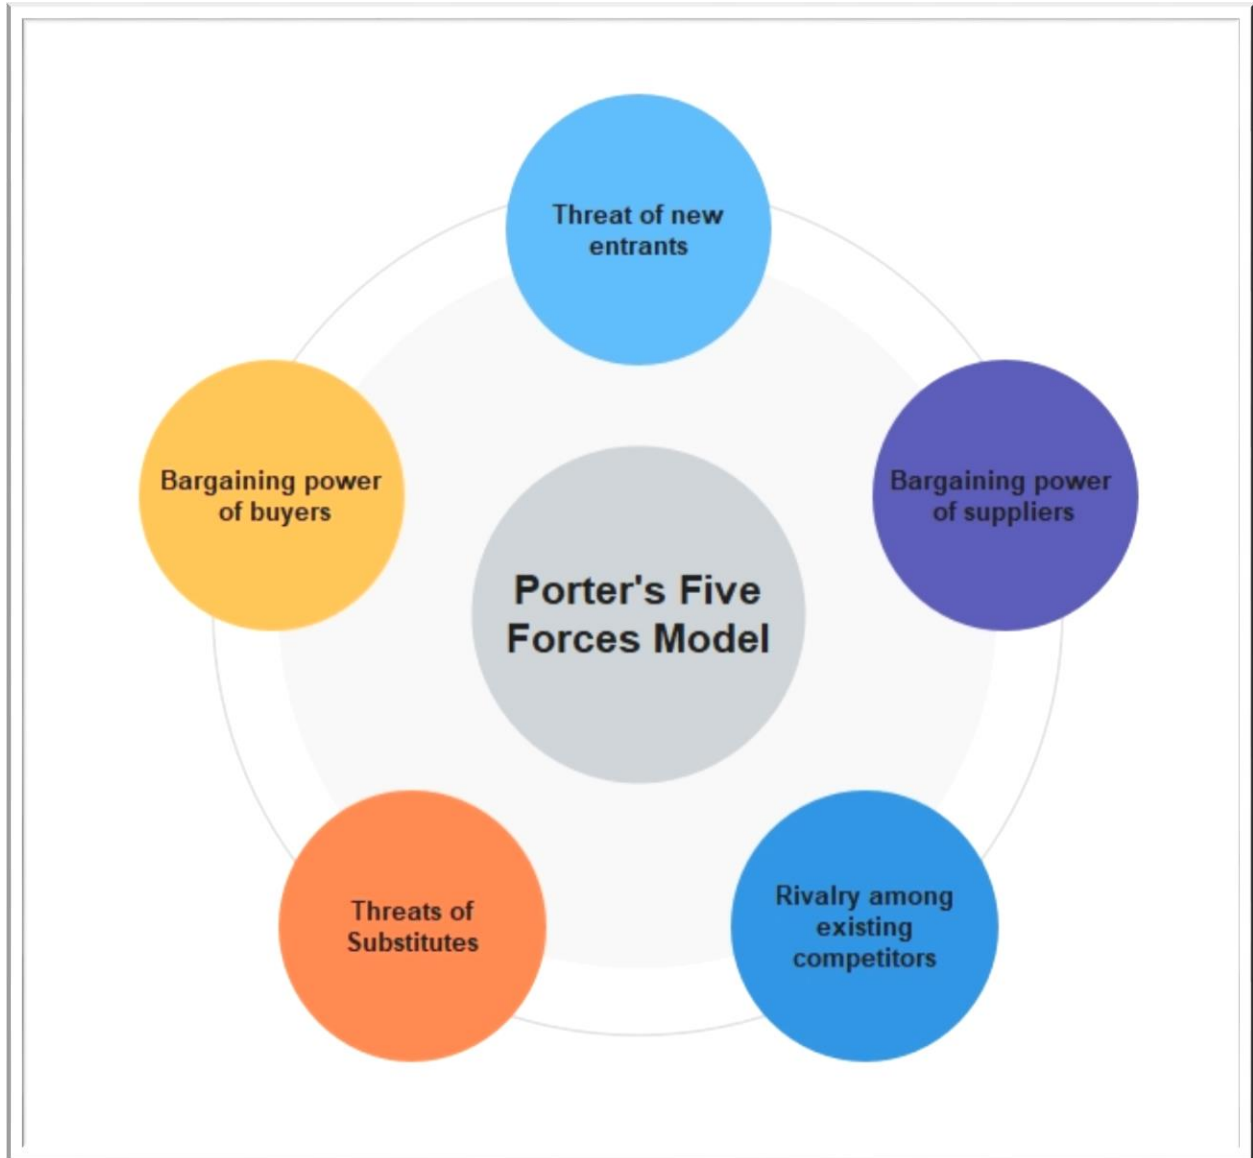 Threat of new
entrants
Bargaining power
of buyers
Bargaining power
of suppliers
Porter's Five
Forces Model
Threats of
Substitutes
Rivalry among
existing
competitors